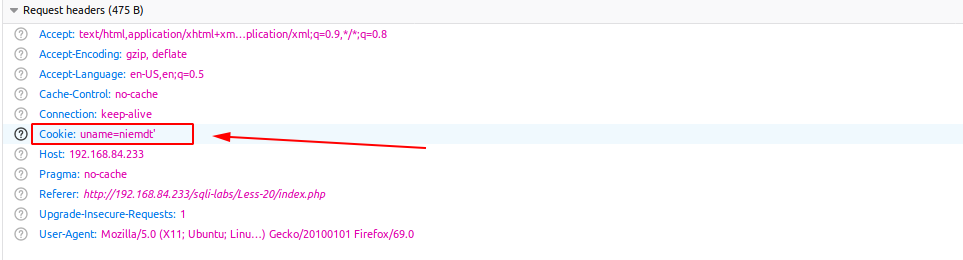 Request headers (475 B)
Accept: text/html,application/xhtml+xm…plication/xml;q=0.9,*/*;q=0.8
Accept-Encoding: gzip, deflate
Accept-Language: en-US,en;q=0.5
Cache-Control: no-cache
Connection: keep-alive
Cookie: uname=niemdt'
Host: 192.168.84.233
Pragma: no-cache
Referer: http://192.168.84.233/sqli-labs/Less-20/index.php
Upgrade-Insecure-Requests: 1
User-Agent: Mozilla/5.0 (X11; Ubuntu; Linu…) Gecko/20100101 Firefox/69.0